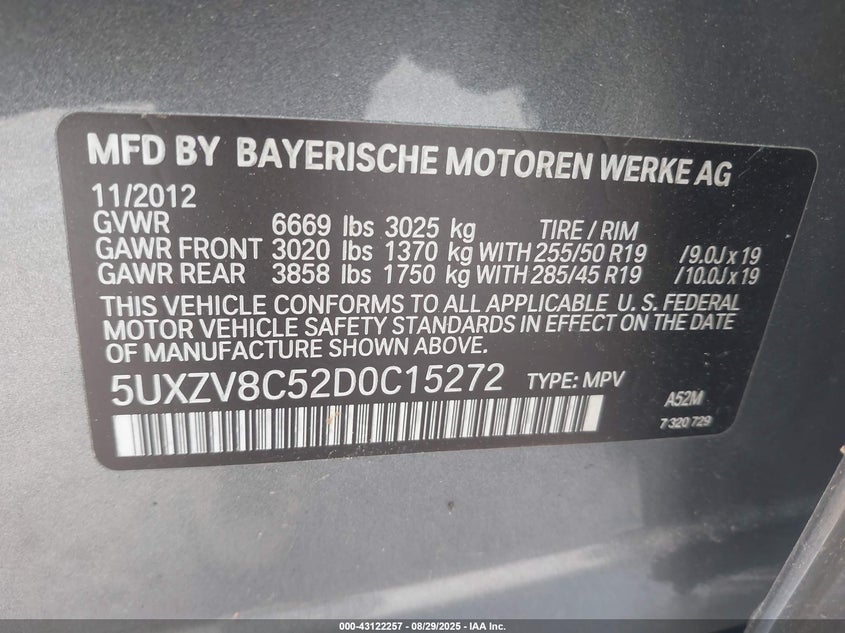 MFD BY BAYERISCHE MOTOREN WERKE AG
11/2012
GVWR 6669 lbs 3025 kg TIRE / RIM
GAWR FRONT 3020 lbs 1370 kg WITH 255/50 R19 /9.0J x 19
GAWR REAR 3858 lbs 1750 kg WITH 285/45 R19 /10.0J x 19
THIS VEHICLE CONFORMS TO ALL APPLICABLE U. S. FEDERAL
MOTOR VEHICLE SAFETY STANDARDS IN EFFECT ON THE DATE
OF MANUFACTURE SHOWN ABOVE.
5UXZV8C52D0C15272 TYPE: MPV
A52M
7 320 729
000-43122257 - 08/29/2025 - IAA Inc.